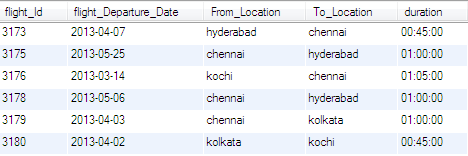 flight_Id flight_Departure_Date From_Location To_Location duration
3173 2013-04-07 hyderabad chennai 00:45:00
3175 2013-05-25 chennai hyderabad 01:00:00
3176 2013-03-14 kochi chennai 01:05:00
3178 2013-05-06 chennai hyderabad 01:00:00
3179 2013-04-03 chennai kolkata 01:00:00
3180 2013-04-02 kolkata kochi 00:45:00